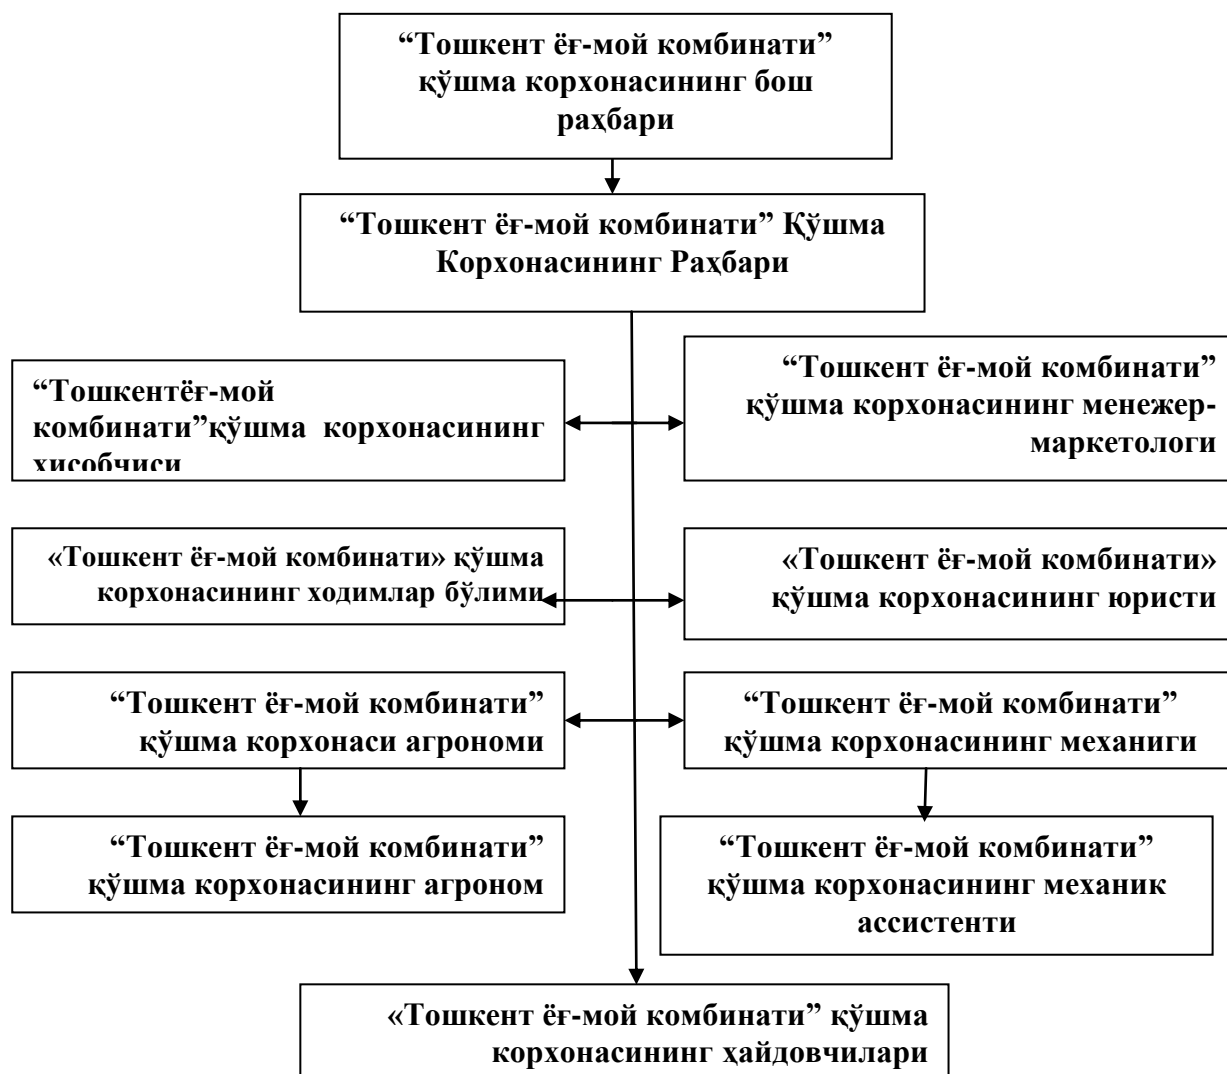 “Тошкент ёғ-мой комбинати”
қўшма корхонасининг бош
раҳбари
“Тошкент ёғ-мой комбинати” Қўшма
Корхонасининг Раҳбари
“Тошкентёғ-мой
комбинати”қўшма корхонасининг
ҳисобчиси
“Тошкент ёғ-мой комбинати”
қўшма корхонасининг менежер-
маркетологи
«Тошкент ёғ-мой комбинати» қўшма
корхонасининг ходимлар бўлими
«Тошкент ёғ-мой комбинати»
қўшма корхонасининг юристи
“Тошкент ёғ-мой комбинати”
қўшма корхонаси агрономи
“Тошкент ёғ-мой комбинати”
қўшма корхонасининг механиги
“Тошкент ёғ-мой комбинати”
қўшма корхонасининг агроном
“Тошкент ёғ-мой комбинати”
қўшма корхонасининг механик
ассистенти
«Тошкент ёғ-мой комбинати” қўшма
корхонасининг ҳайдовчилари